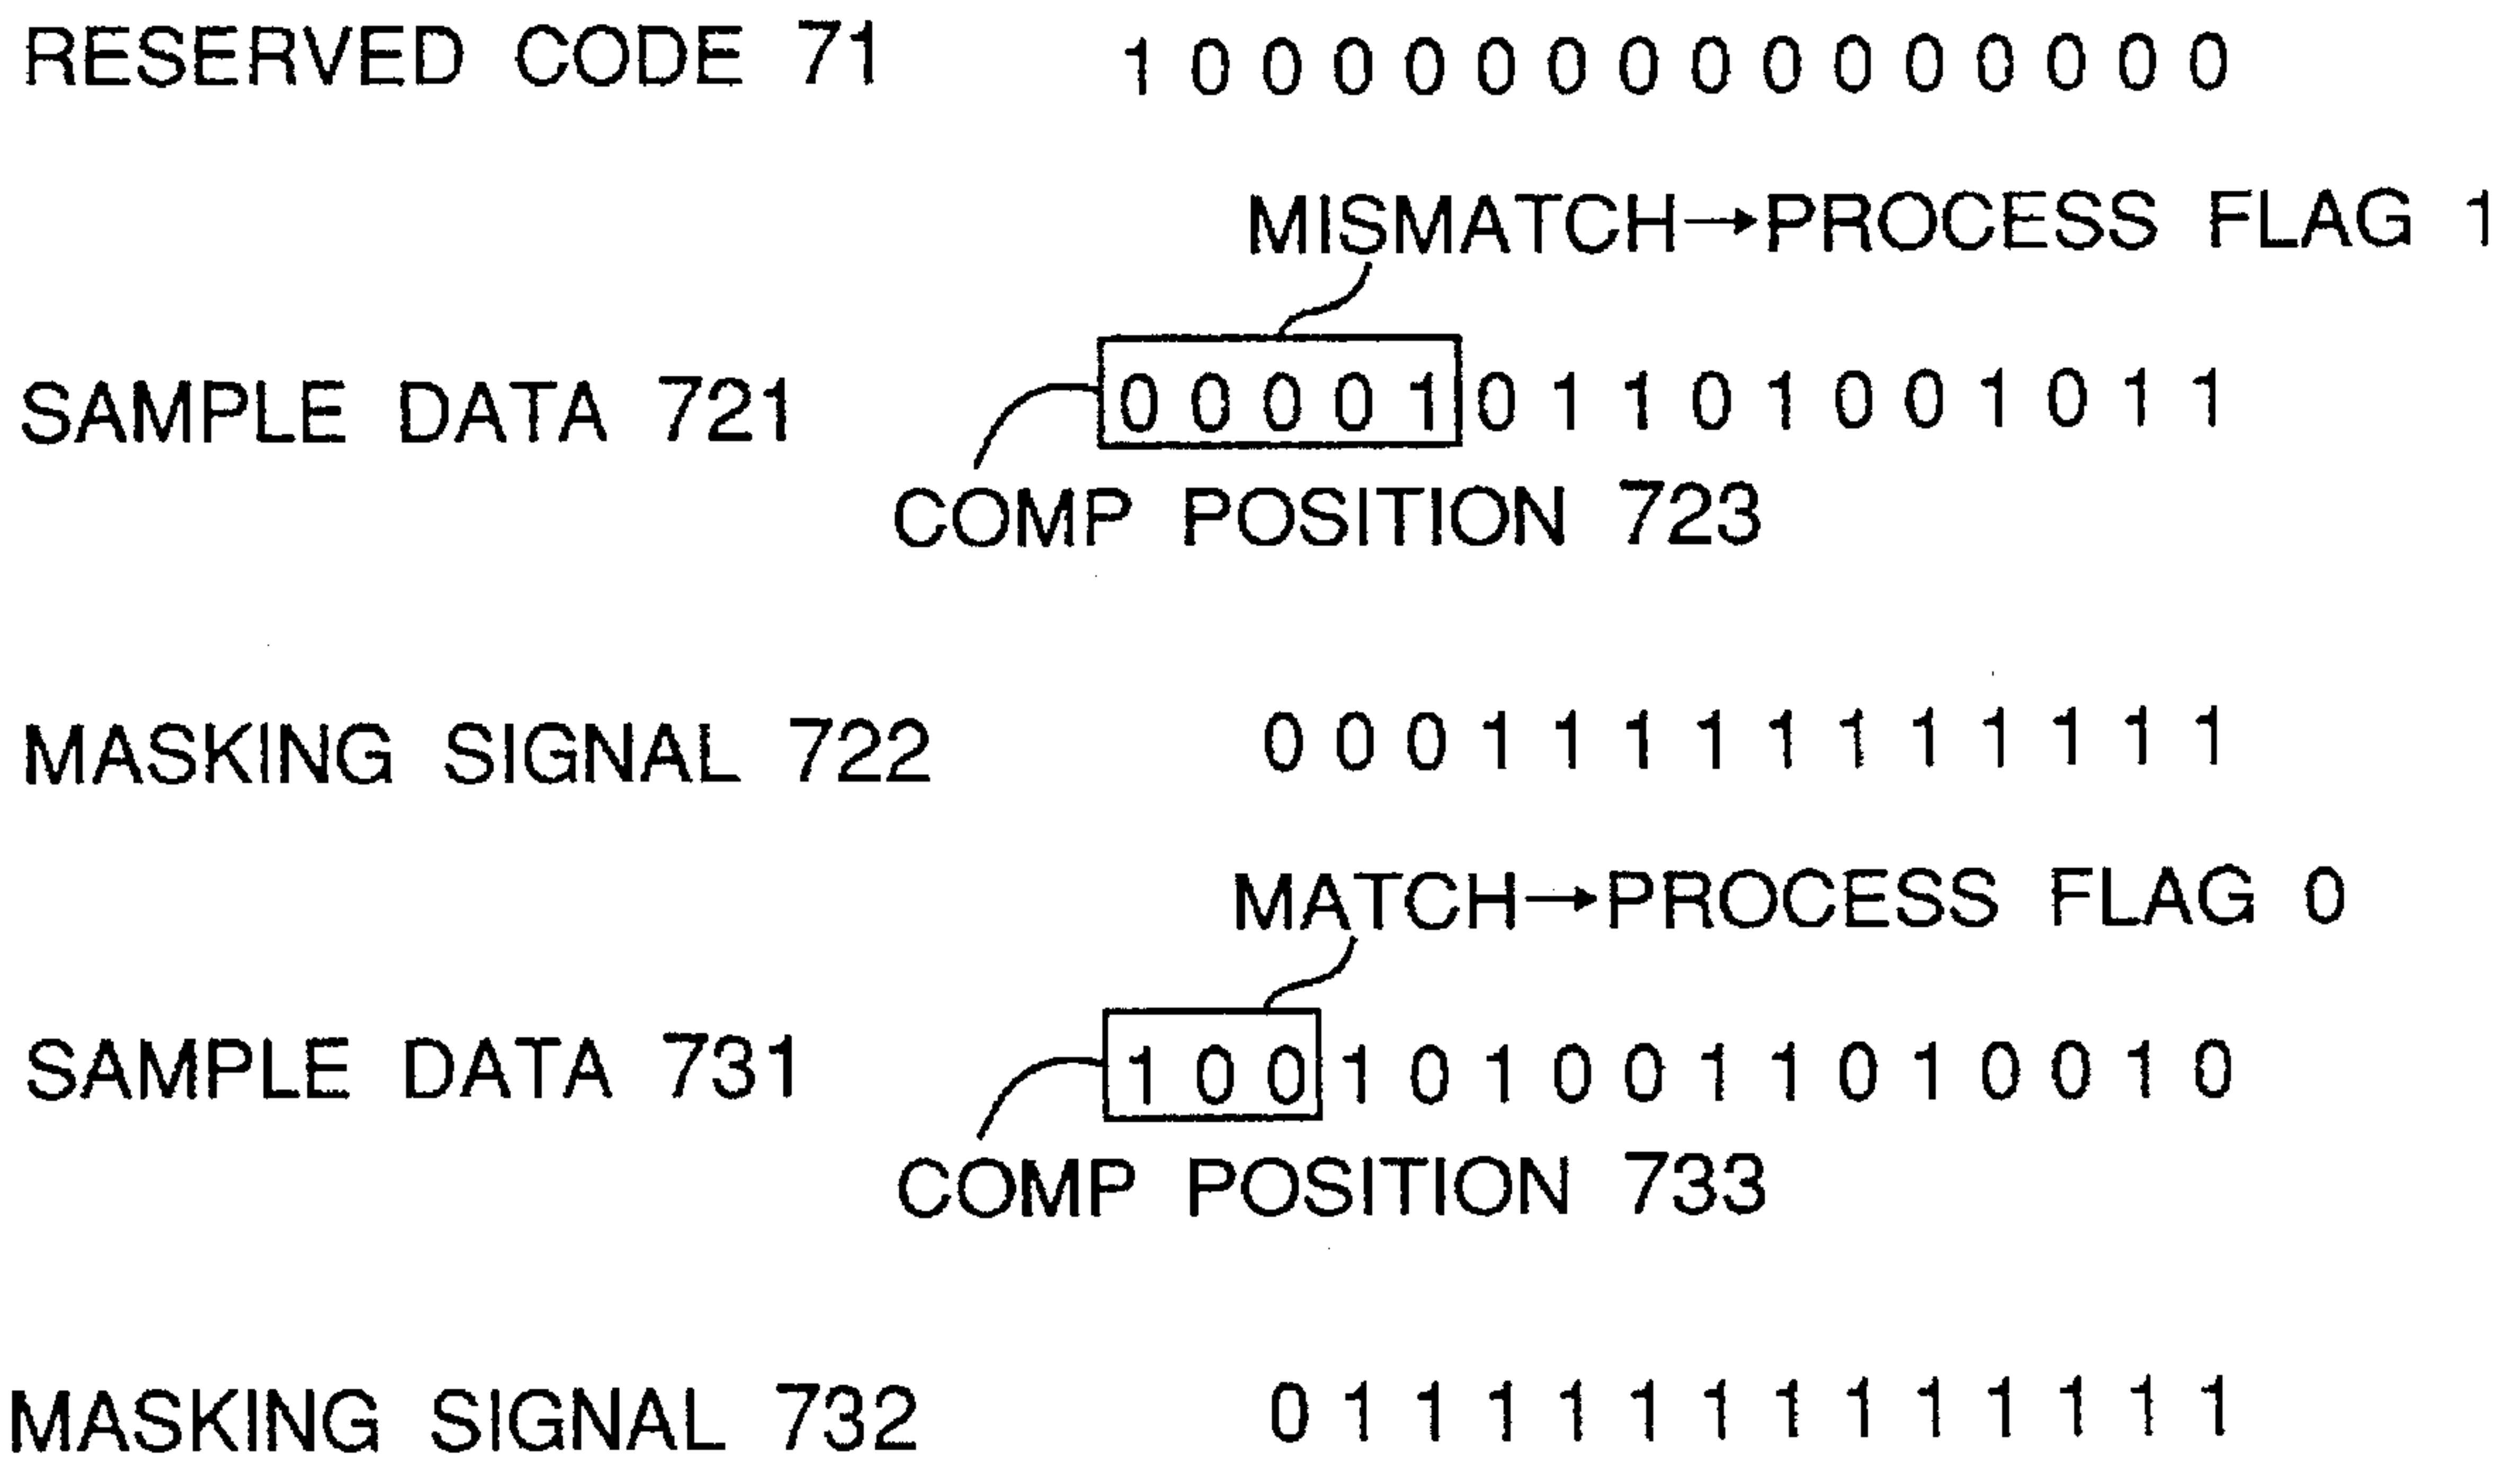 RESERVED CODE 71 1 0 0 0 0 0 0 0 0 0 0 0 0 0 0 0
MISMATCH→PROCESS FLAG 1
SAMPLE DATA 721 0 0 0 0 1 0 1 1 0 1 0 0 1 0 1 1
COMP POSITION 723
MASKING SIGNAL 722 0 0 0 1 1 1 1 1 1 1 1 1 1 1
MATCH→PROCESS FLAG 0
SAMPLE DATA 731 1 0 0 1 0 1 0 0 1 1 0 1 0 0 1 0
COMP POSITION 733
MASKING SIGNAL 732 0 1 1 1 1 1 1 1 1 1 1 1 1 1